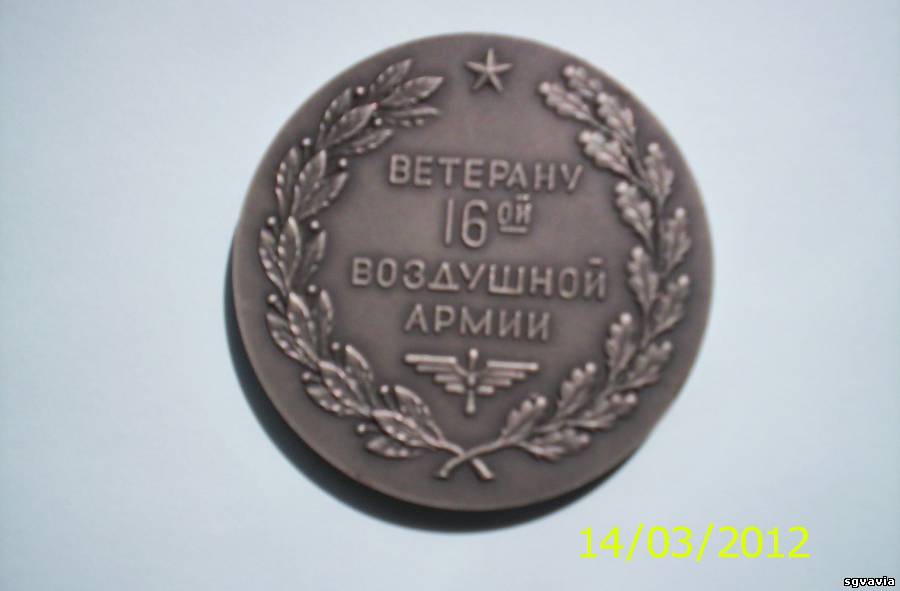 ВЕТЕРАНУ
16ой
ВОЗДУШНОЙ
АРМИИ
14/03/2012
sgvavia